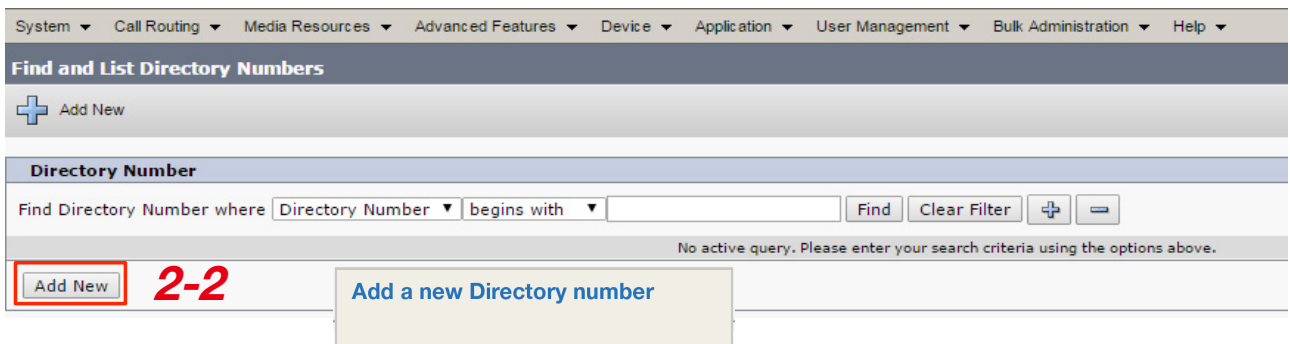 System Call Routing Media Resources Advanced Features Device Application User Management Bulk Administration Help
Find and List Directory Numbers
Add New
Directory Number
Find Directory Number where Directory Number begins with Find Clear Filter
No active query. Please enter your search criteria using the options above.
Add New 2-2
Add a new Directory number